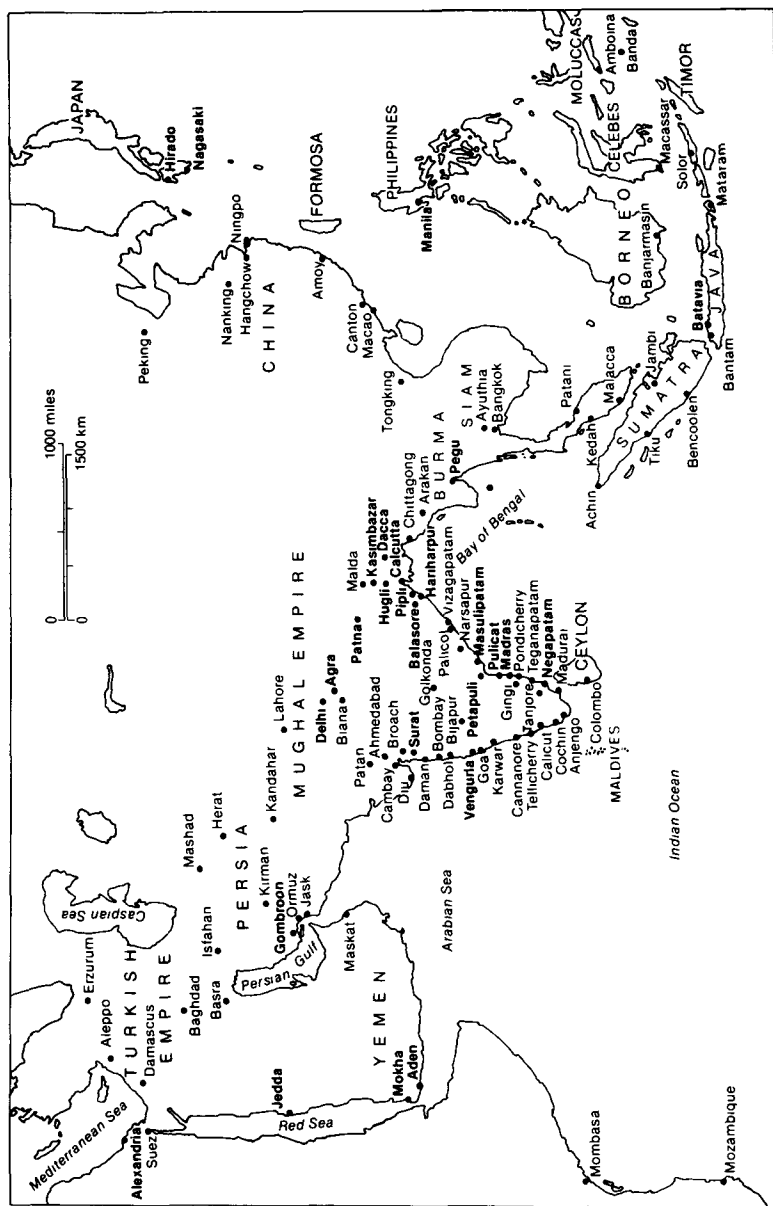 1000 miles
1500 km
0
0
Mediterranean Sea
Alexandria
Suez
Aleppo
Damascus
Erzurum
TURKISH
EMPIRE
Baghdad
Basra
Caspian Sea
Isfahan
PERSIA
Kirman
Mashad
Herat
Kandahar
Lahore
Gombroon
Ormuz
Jask
Persian Gulf
Maskat
Jedda
Red Sea
YEMEN
Mokha
Aden
Arabian Sea
Mombasa
Mozambique
Indian Ocean
MUGHAL EMPIRE
Delhi
Agra
Biana
Patna
Malda
Kasimbazar
Dacca
Hugli
Calcutta
Pipli
Hariharpur
Balasore
Patan
Ahmedabad
Cambay
Broach
Diu
Surat
Daman
Bombay
Dabhol
Bijapur
Golkonda
Palicol
Vizagapatam
Narsapur
Masulipatam
Petapuli
Pulicat
Madras
Vengurla
Goa
Karwar
Gingi
Pondicherry
Cannanore
Tellicherry
Tanjore
Teganapatam
Negapatam
Calicut
Cochin
Anjengo
Madurai
Colombo
CEYLON
MALDIVES
Chittagong
Arakan
BURMA
Pegu
Bay of Bengal
SIAM
Ayuthia
Bangkok
Tongking
Patani
Kedah
Malacca
Achin
SUMATRA
Jambi
Tiku
Bencoolen
Bantam
Batavia
JAVA
Mataram
Peking
Nanking
Hangchow
Ningpo
CHINA
Amoy
Canton
Macao
JAPAN
Hirado
Nagasaki
FORMOSA
PHILIPPINES
Manila
BORNEO
Banjarmasin
CELEBES
Macassar
Solor
TIMOR
MOLUCCAS
Amboina
Banda